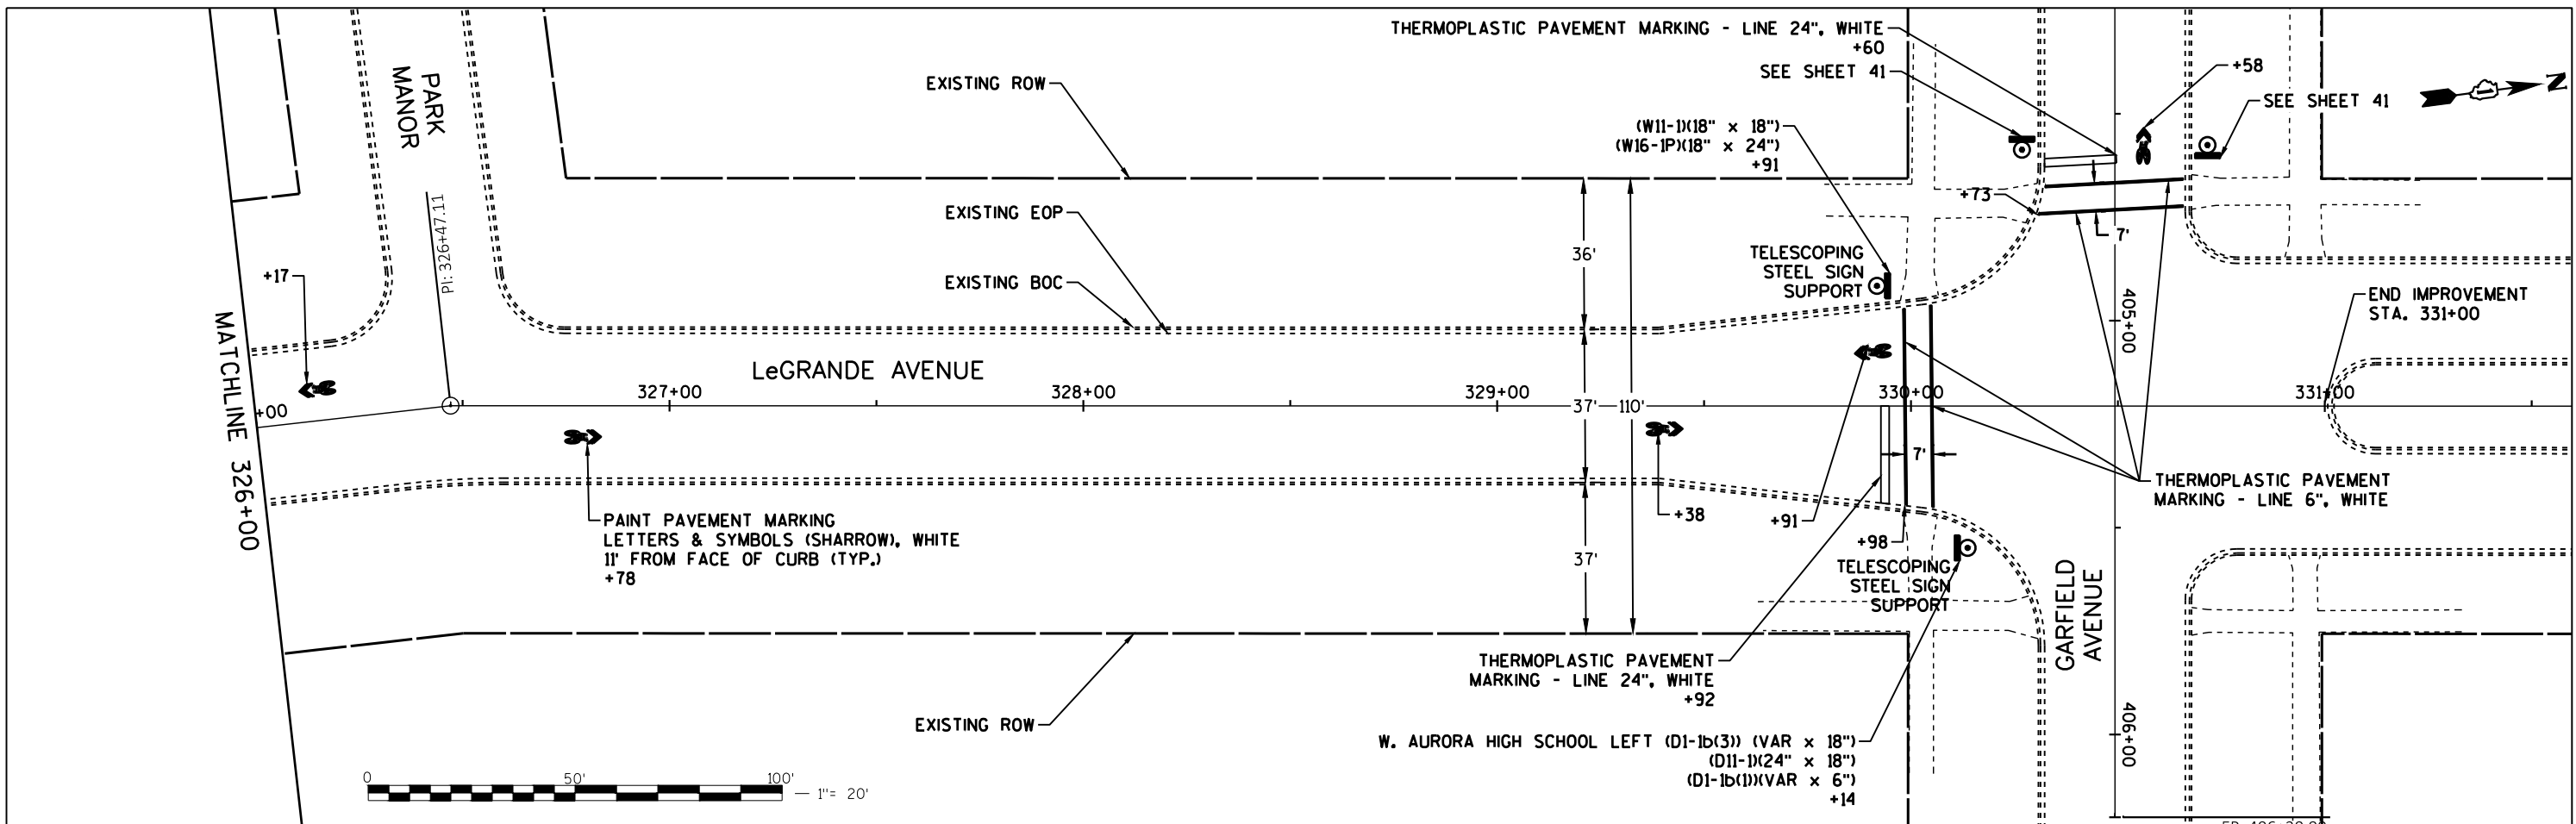 THERMOPLASTIC PAVEMENT MARKING - LINE 24", WHITE
+60
SEE SHEET 41
+58
SEE SHEET 41
N
EXISTING ROW
(W11-1)(18" x 18")
(W16-1P)(18" x 24")
+91
PARK
MANOR
PI: 326+47.11
+17
EXISTING EOP
EXISTING BOC
36'
TELESCOPING
STEEL SIGN
SUPPORT
+73
7'
405+00
END IMPROVEMENT
STA. 331+00
MATCHLINE 326+00
+00
LeGRANDE AVENUE
327+00
328+00
329+00
330+00
331+00
37'
110'
7'
THERMOPLASTIC PAVEMENT
MARKING - LINE 6", WHITE
PAINT PAVEMENT MARKING
LETTERS & SYMBOLS (SHARROW), WHITE
11' FROM FACE OF CURB (TYP.)
+78
+38
+91
+98
37'
TELESCOPING
STEEL SIGN
SUPPORT
GARFIELD
AVENUE
THERMOPLASTIC PAVEMENT
MARKING - LINE 24", WHITE
+92
EXISTING ROW
W. AURORA HIGH SCHOOL LEFT (D1-1b(3)) (VAR x 18")
(D11-1)(24" x 18")
(D1-1b(1))(VAR x 6")
+14
406+00
0 50' 100'
1"= 20'